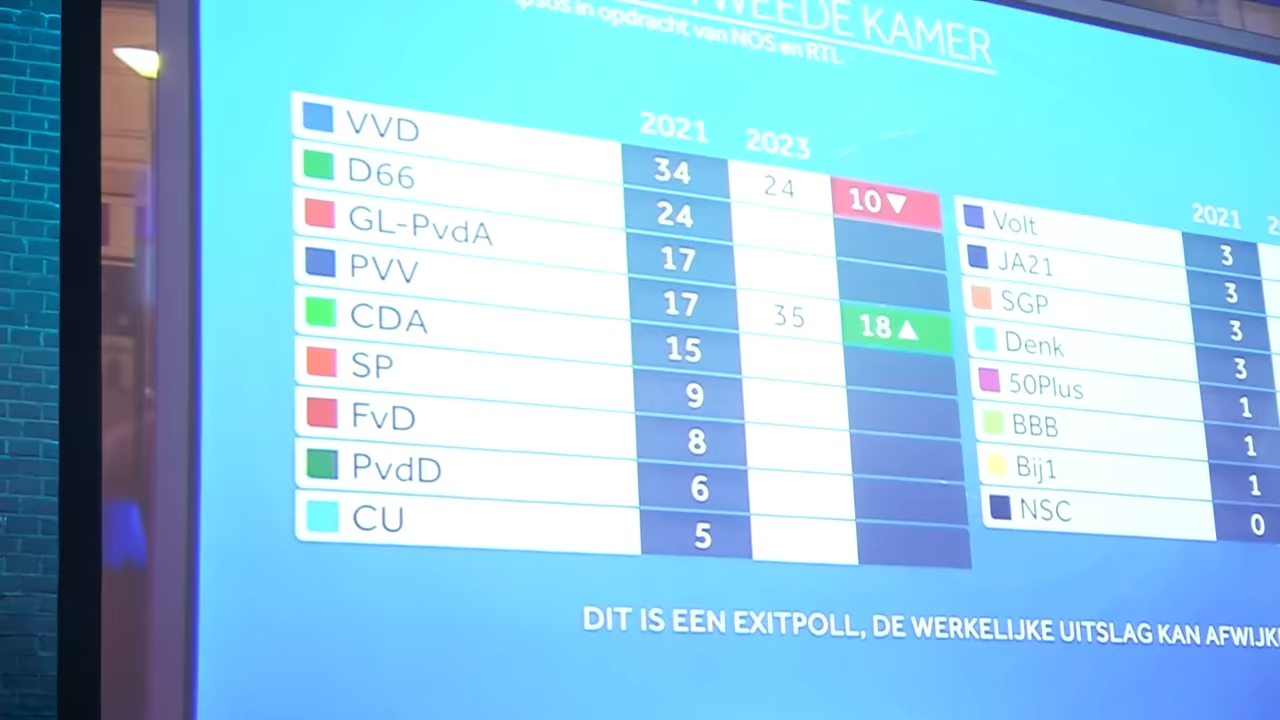 TWEEDE KAMER
in opdracht van NOS en RTL
2021 2023
VVD 34 24 10▼
D66 24
GL-PvdA 17
PVV 17 35 18▲
CDA 15
SP 9
FvD 8
PvdD 6
CU 5
2021
Volt 3
JA21 3
SGP 3
Denk 3
50Plus 1
BBB 1
Bij1 1
NSC 0
DIT IS EEN EXITPOLL, DE WERKELIJKE UITSLAG KAN